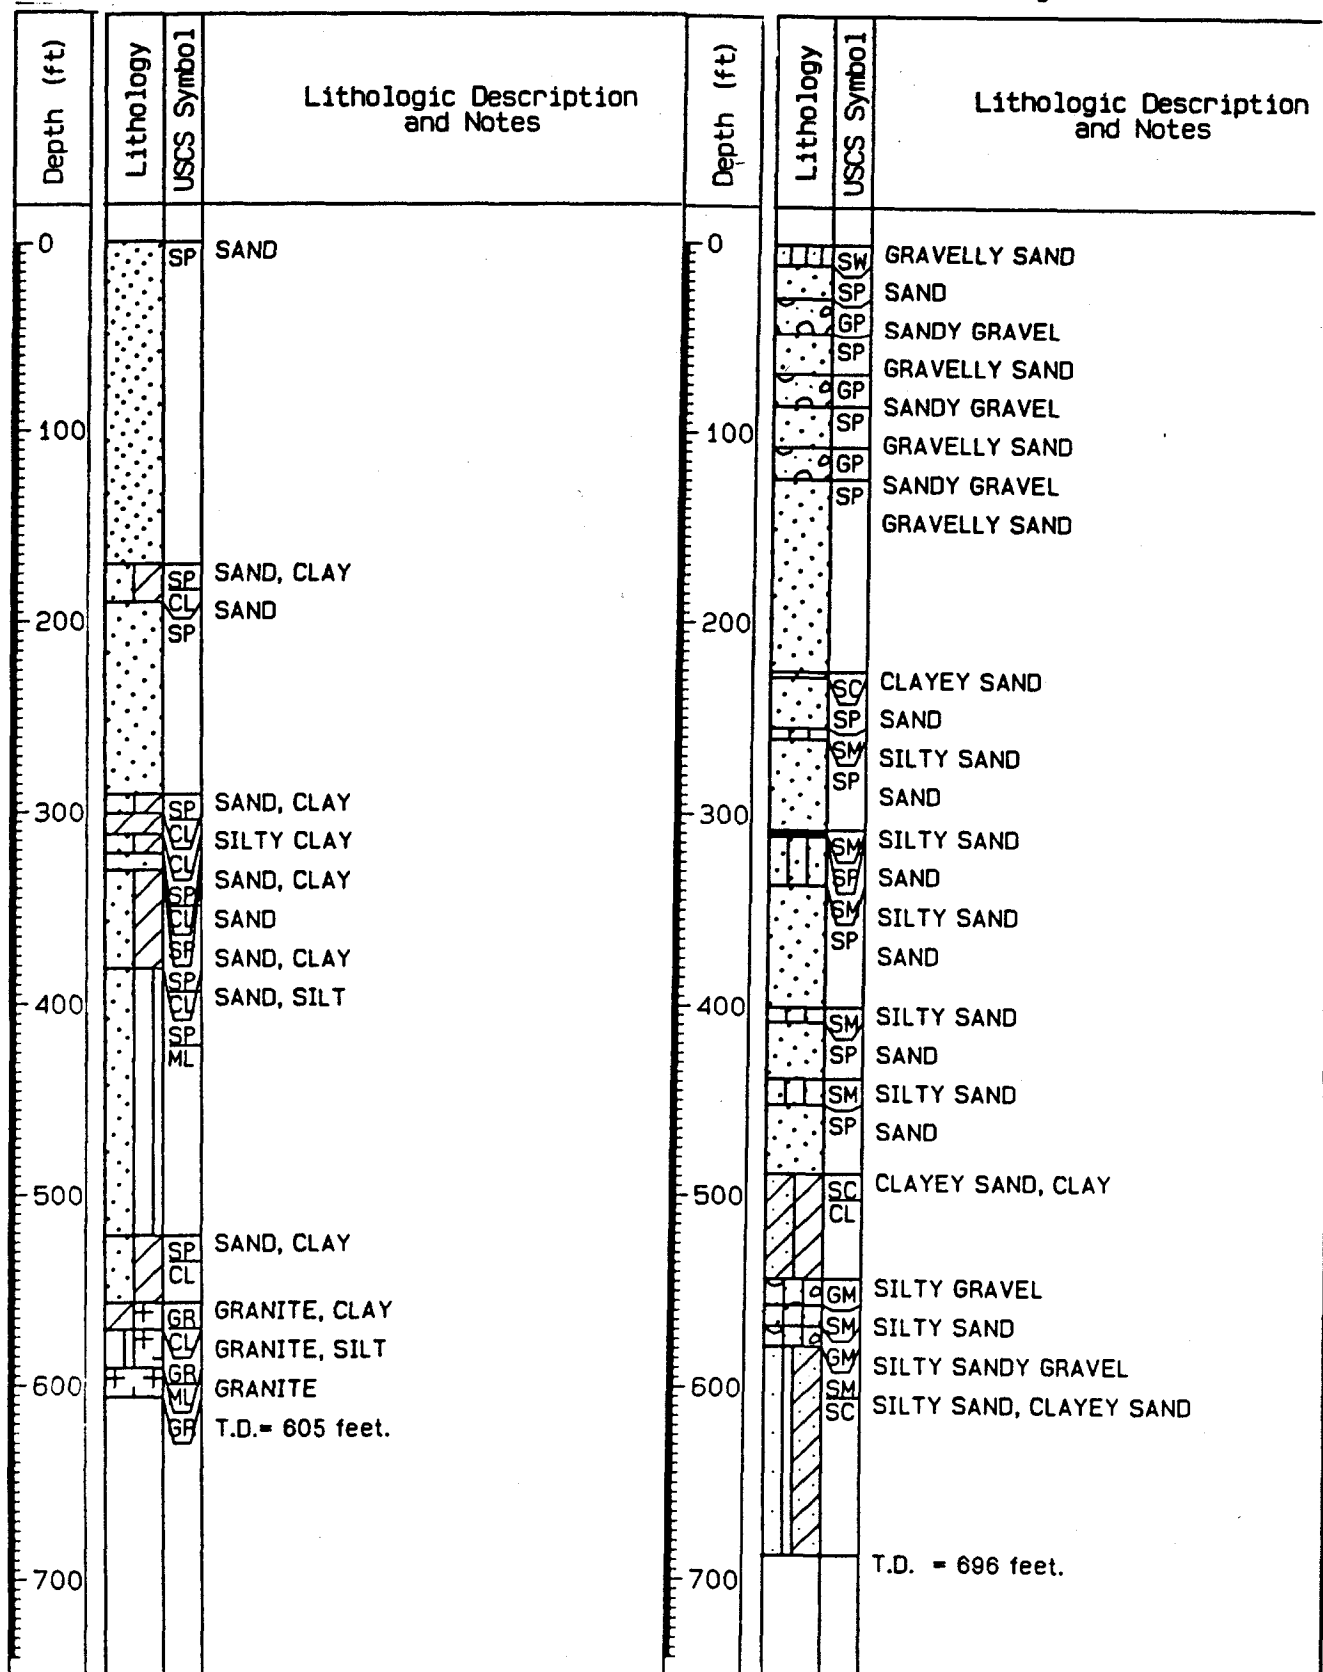 Depth (ft)
Lithology
USCS Symbol
Lithologic Description
and Notes
0
100
200
300
400
500
600
700
SP
SP
CL
SP
SP
CL
CL
SP
CL
SP
SP
CL
SP
ML
SP
CL
GR
CL
GR
ML
GR
SAND
SAND, CLAY
SAND
SAND, CLAY
SILTY CLAY
SAND, CLAY
SAND
SAND, CLAY
SAND, SILT
SAND, CLAY
GRANITE, CLAY
GRANITE, SILT
GRANITE
T.D.= 605 feet.
Depth (ft)
Lithology
USCS Symbol
Lithologic Description
and Notes
0
100
200
300
400
500
600
700
SW
SP
GP
SP
GP
SP
GP
SP
SC
SP
SM
SP
SM
SP
SM
SP
SM
SP
SM
SP
SC
CL
GM
SM
GM
SM
SC
GRAVELLY SAND
SAND
SANDY GRAVEL
GRAVELLY SAND
SANDY GRAVEL
GRAVELLY SAND
SANDY GRAVEL
GRAVELLY SAND
CLAYEY SAND
SAND
SILTY SAND
SAND
SILTY SAND
SAND
SILTY SAND
SAND
SILTY SAND
SAND
SILTY SAND
SAND
CLAYEY SAND, CLAY
SILTY GRAVEL
SILTY SAND
SILTY SANDY GRAVEL
SILTY SAND, CLAYEY SAND
T.D. = 696 feet.